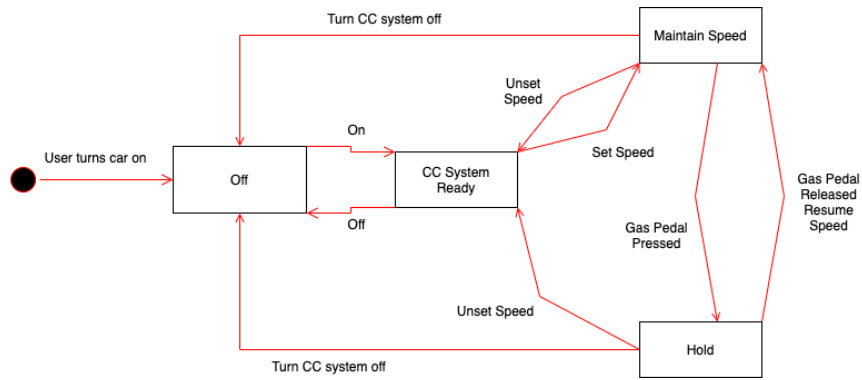 Turn CC system off
Maintain Speed
Unset
Speed
On
User turns car on
Set Speed
Off
CC System
Ready
Gas Pedal
Released
Resume
Speed
Off
Gas Pedal
Pressed
Unset Speed
Hold
Turn CC system off